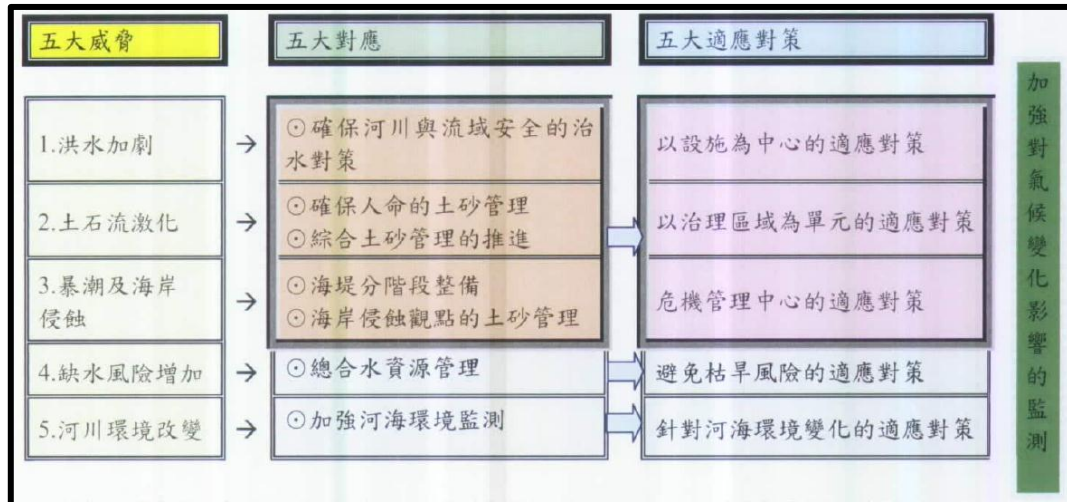 五大威脅
五大對應
五大適應對策
1.洪水加劇
→
⊙確保河川與流域安全的治
水對策
以設施為中心的適應對策
2.土石流激化
→
⊙確保人命的土砂管理
⊙綜合土砂管理的推進
以治理區域為單元的適應對策
3.暴潮及海岸
侵蝕
→
⊙海堤分階段整備
⊙海岸侵蝕觀點的土砂管理
危機管理中心的適應對策
4.缺水風險增加
→
⊙總合水資源管理
避免枯旱風險的適應對策
5.河川環境改變
→
⊙加強河海環境監測
針對河海環境變化的適應對策
加強對氣候變化影響的監測